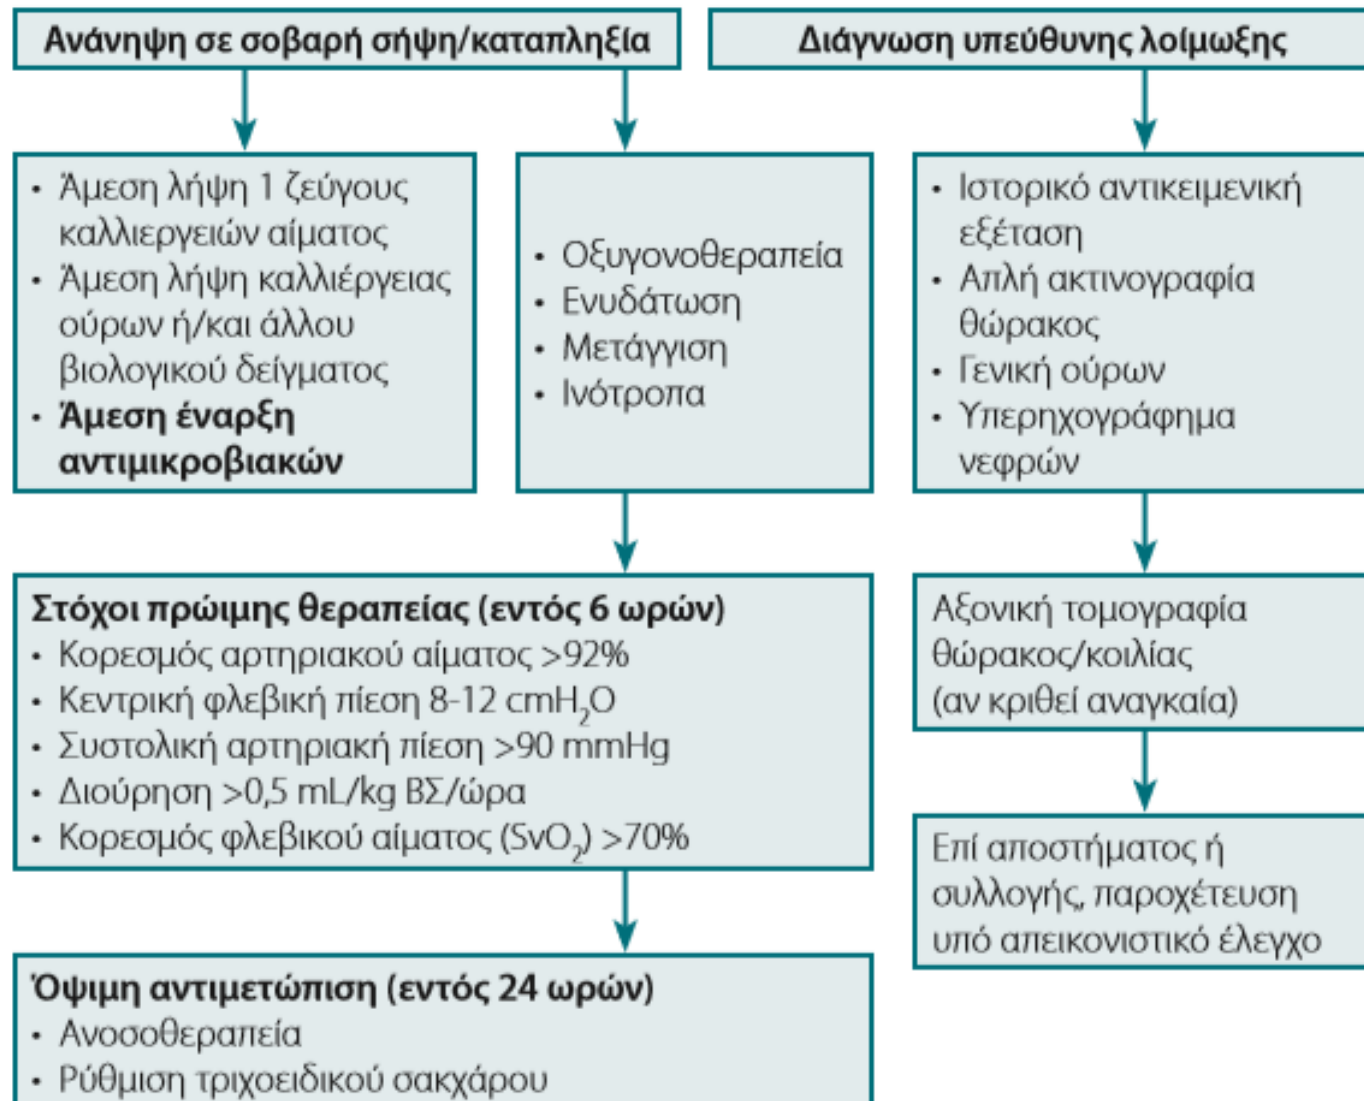 Ανάνηψη σε σοβαρή σήψη/καταπληξία
Διάγνωση υπεύθυνης λοίμωξης
• Άμεση λήψη 1 ζεύγους
καλλιεργειών αίματος
• Άμεση λήψη καλλιέργειας
ούρων ή/και άλλου
βιολογικού δείγματος
• Άμεση έναρξη
αντιμικροβιακών
• Οξυγονοθεραπεία
• Ενυδάτωση
• Μετάγγιση
• Ινότροπα
• Ιστορικό αντικειμενική
εξέταση
• Απλή ακτινογραφία
θώρακος
• Γενική ούρων
• Υπερηχογράφημα
νεφρών
Στόχοι πρώιμης θεραπείας (εντός 6 ωρών)
• Κορεσμός αρτηριακού αίματος >92%
• Κεντρική φλεβική πίεση 8-12 cmH₂O
• Συστολική αρτηριακή πίεση >90 mmHg
• Διούρηση >0,5 mL/kg ΒΣ/ώρα
• Κορεσμός φλεβικού αίματος (SvO₂) >70%
Αξονική τομογραφία
θώρακος/κοιλίας
(αν κριθεί αναγκαία)
Επί αποστήματος ή
συλλογής, παροχέτευση
υπό απεικονιστικό έλεγχο
Όψιμη αντιμετώπιση (εντός 24 ωρών)
• Ανοσοθεραπεία
• Ρύθμιση τριχοειδικού σακχάρου